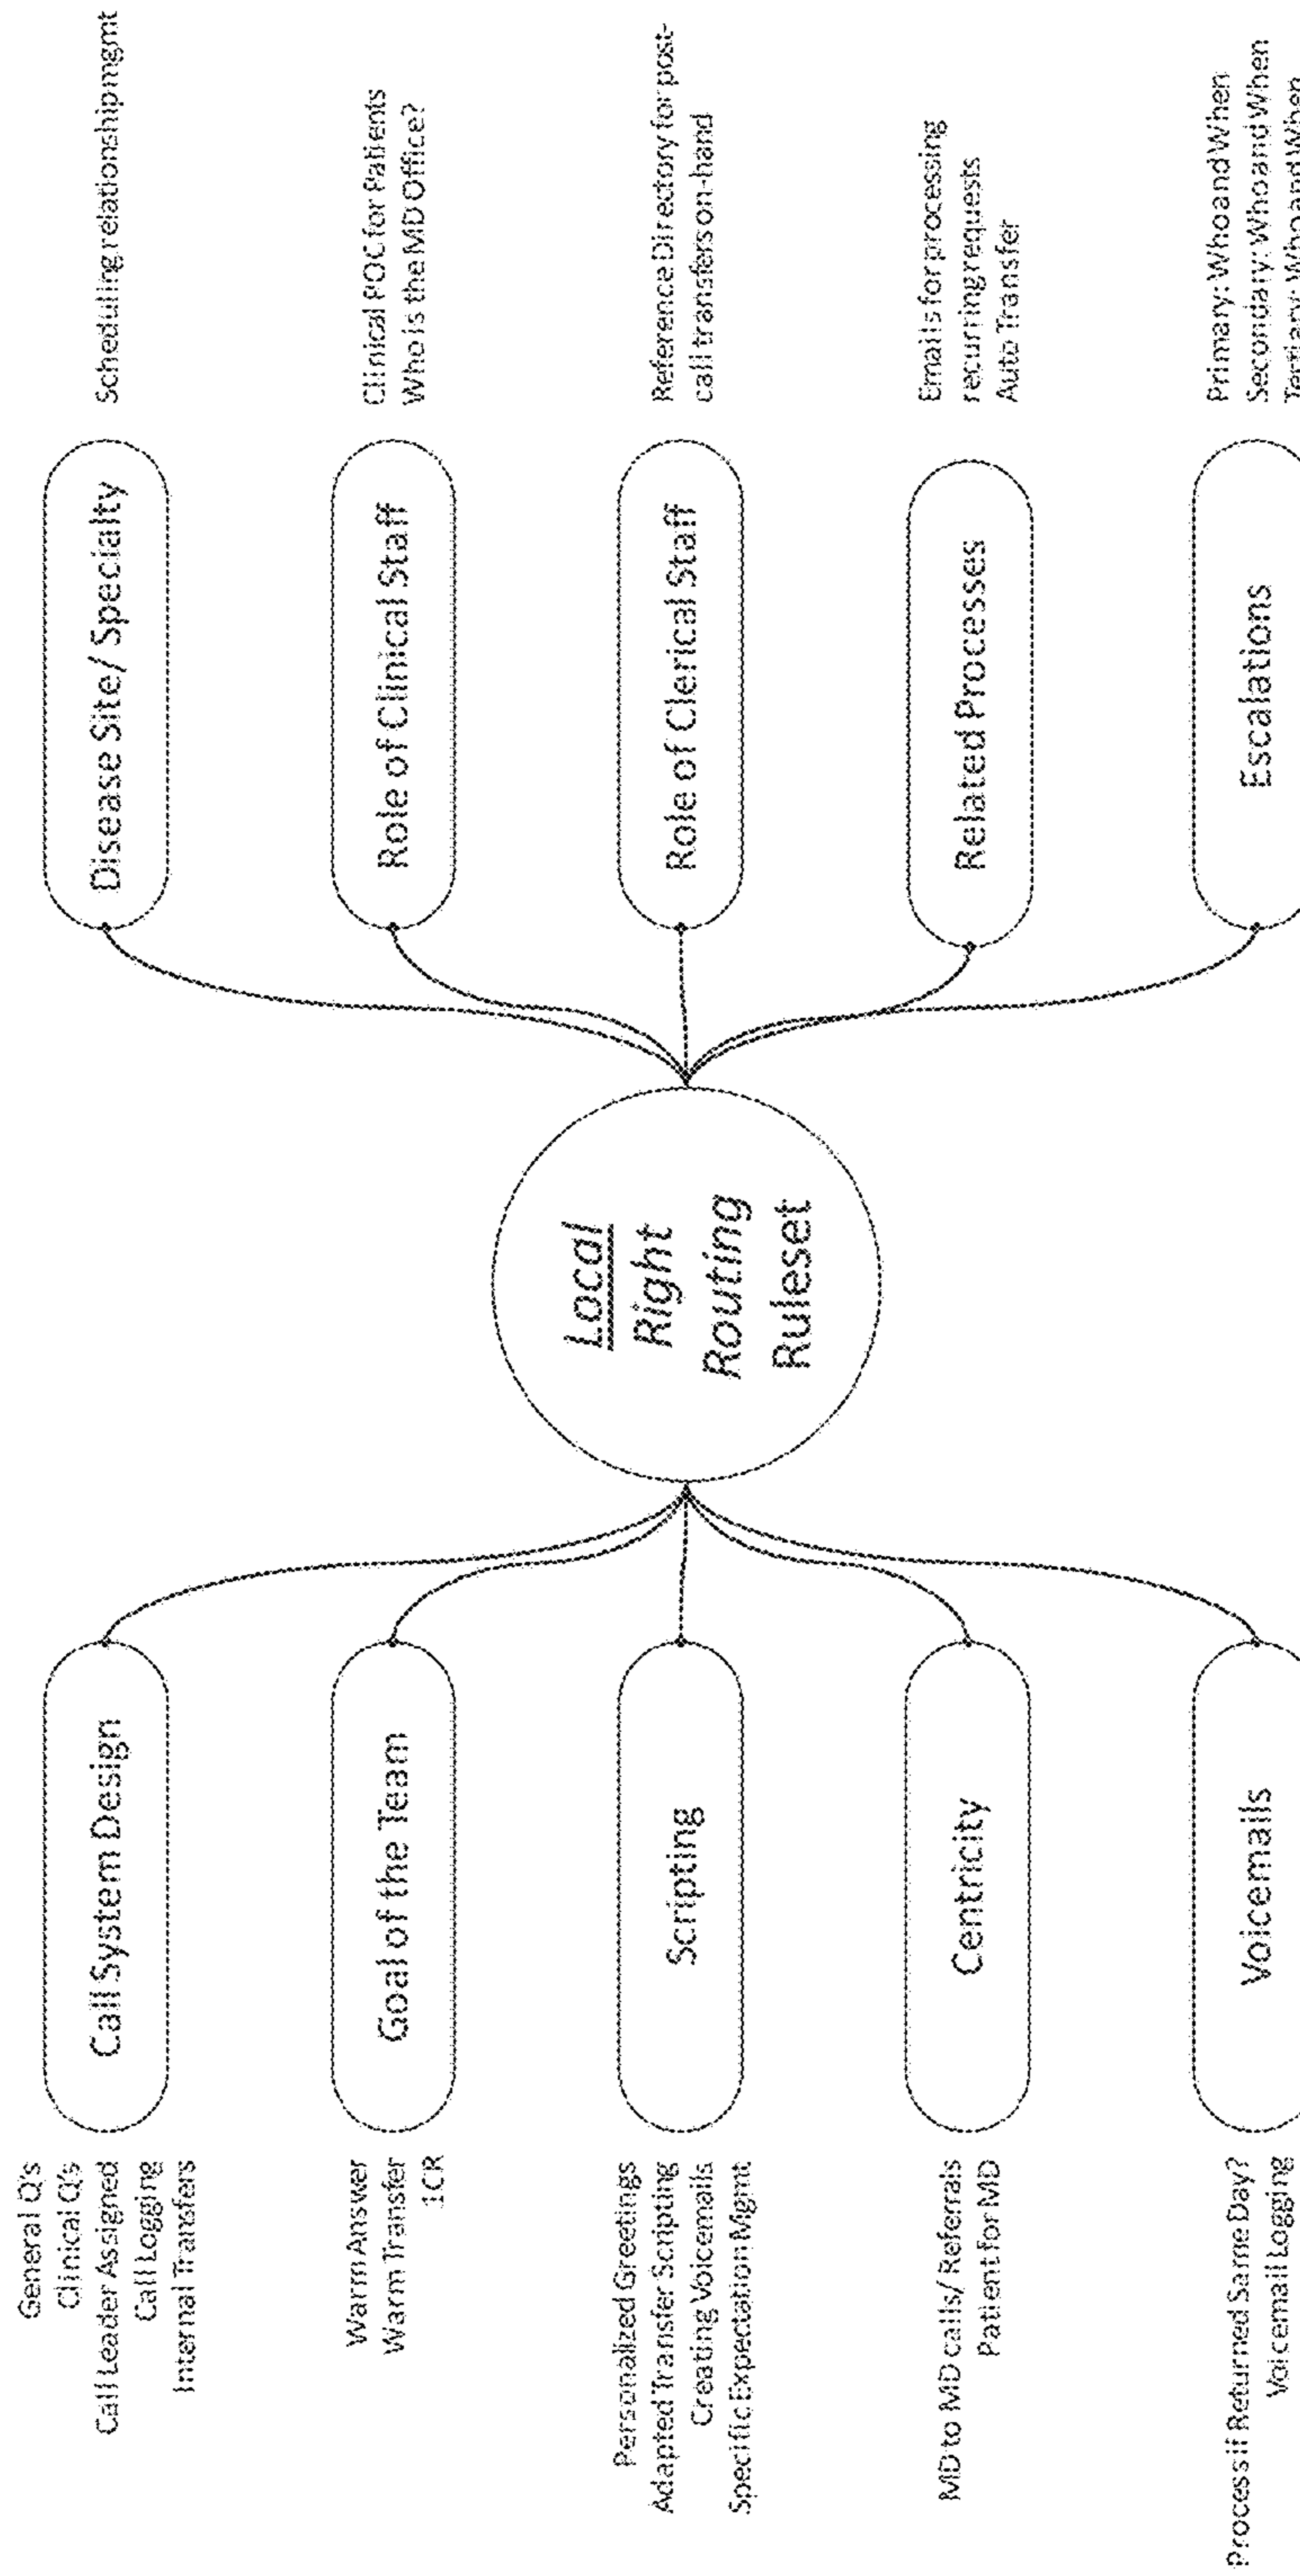 General Q's
Clinical Q's
Call Leader Assigned
Call Logging
Internal Transfers
Call System Design
Warm Answer
Warm Transfer
1CR
Goal of the Team
Personalized Greetings
Adapted Transfer Scripting
Creating Voicemails
Specific Expectation Mgmt
Scripting
MD to MD calls/ Referrals
Patient for MD
Centricity
Process if Returned Same Day?
Voicemail Logging
Voicemails
Local
Right
Routing
Ruleset
Disease Site/ Specialty
Scheduling relationship mgmt
Role of Clinical Staff
Clinical POC for Patients
Who is the MD Office?
Role of Clerical Staff
Reference Directory for post-
call transfers on-hand
Related Processes
Emails for processing
recurring requests
Auto Transfer
Escalations
Primary: Who and When
Secondary: Who and When
Tertiary: Who and When